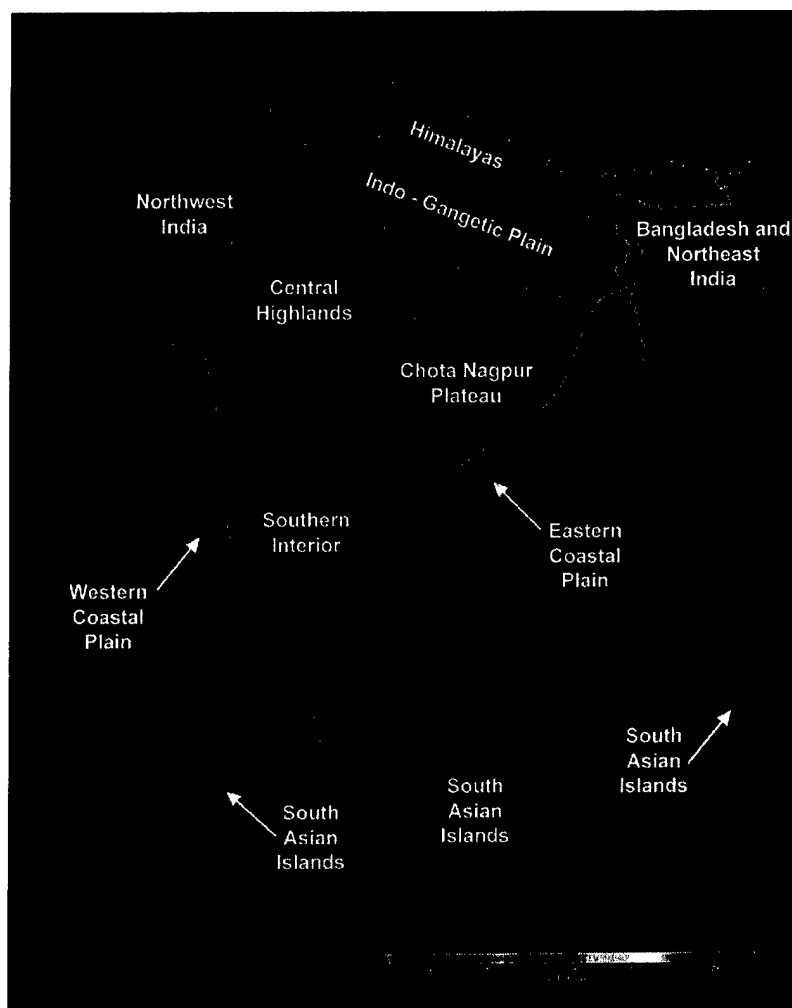 Himalayas
Indo - Gangetic Plain
Northwest
India
Bangladesh and
Northeast
India
Central
Highlands
Chota Nagpur
Plateau
Southern
Interior
Eastern
Coastal
Plain
Western
Coastal
Plain
South
Asian
Islands
South
Asian
Islands
South
Asian
Islands